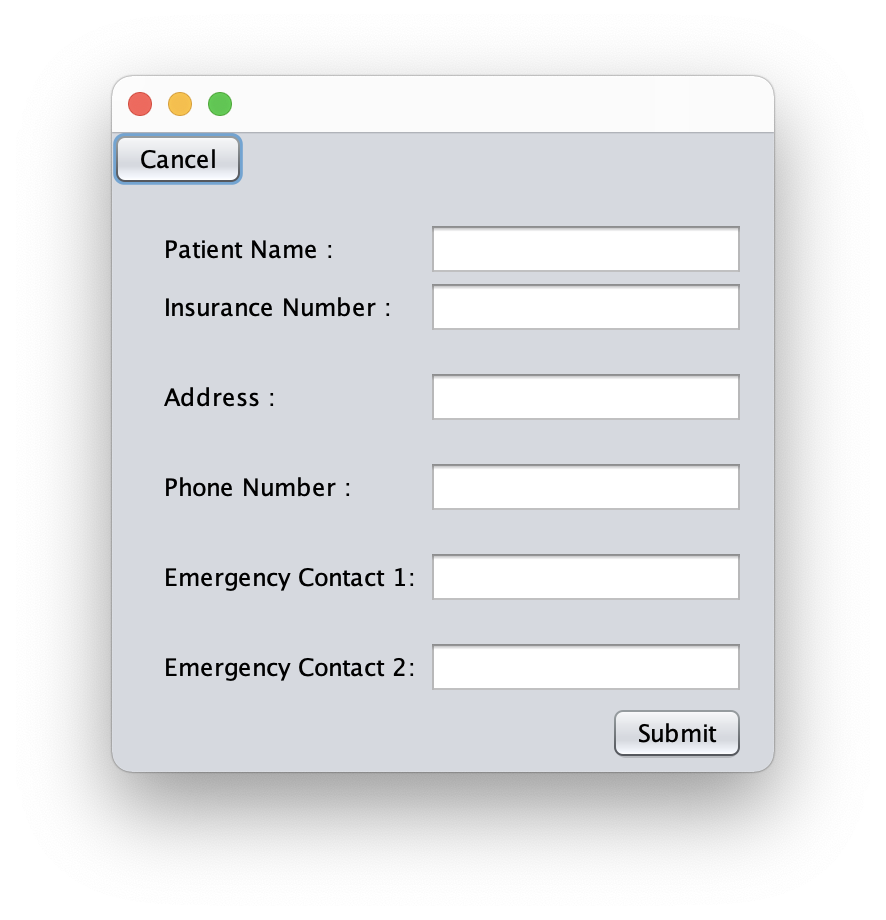 Cancel
Patient Name :
Insurance Number :
Address :
Phone Number :
Emergency Contact 1:
Emergency Contact 2:
Submit